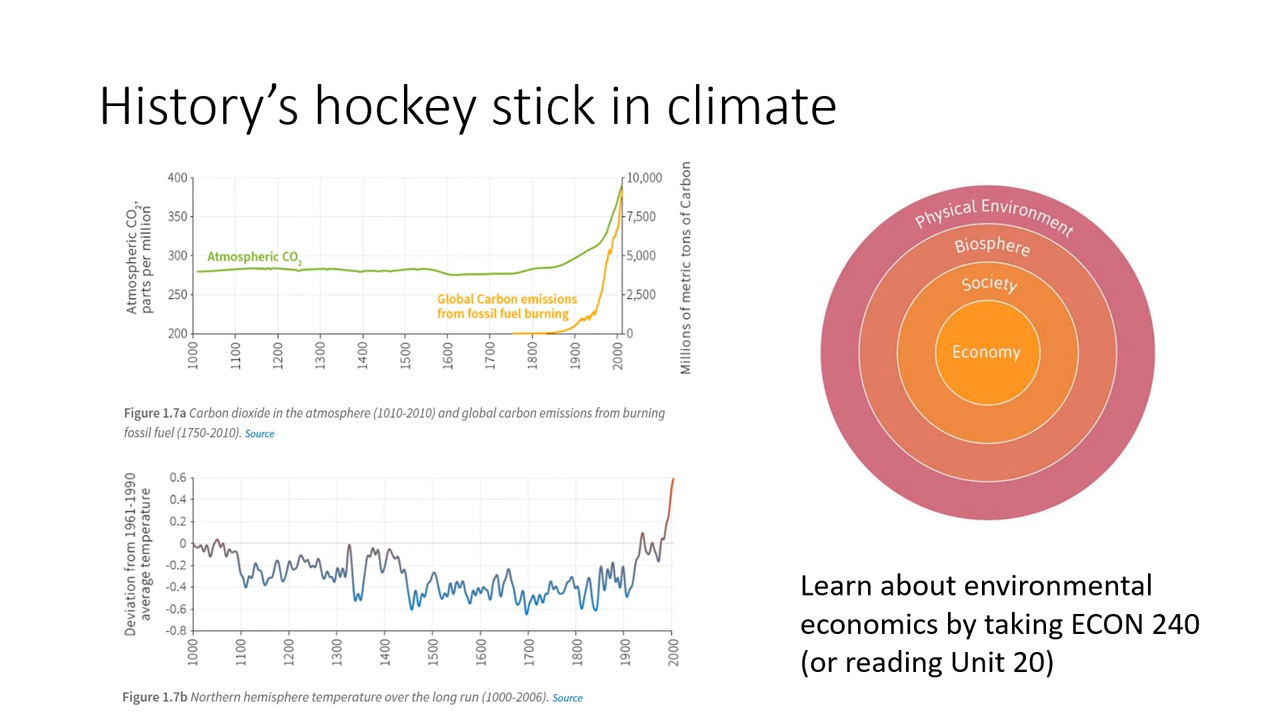 History's hockey stick in climate
Atmospheric CO2,
parts per million
400
350
300
250
200
Atmospheric CO2
Global Carbon emissions
from fossil fuel burning
10,000
7,500
5,000
2,500
0
Millions of metric tons of Carbon
1000 1100 1200 1300 1400 1500 1600 1700 1800 1900 2000
Figure 1.7a Carbon dioxide in the atmosphere (1010-2010) and global carbon emissions from burning
fossil fuel (1750-2010). Source
Deviation from 1961-1990
average temperature
0.6
0.4
0.2
0
-0.2
-0.4
-0.6
-0.8
1000 1100 1200 1300 1400 1500 1600 1700 1800 1900 2000
Figure 1.7b Northern hemisphere temperature over the long run (1000-2006). Source
Physical Environment
Biosphere
Society
Economy
Learn about environmental
economics by taking ECON 240
(or reading Unit 20)